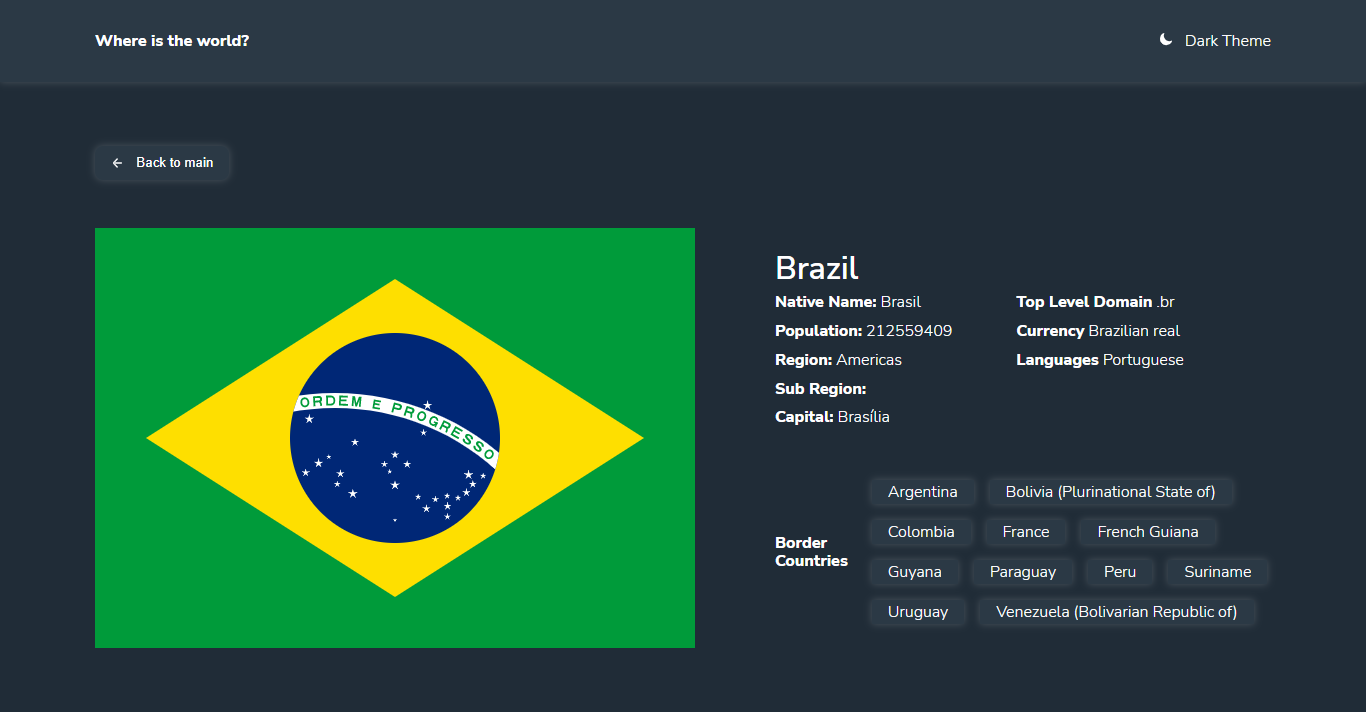 Where is the world?
Dark Theme
Back to main
ORDEM E PROGRESSO
Brazil
Native Name: Brasil
Population: 212559409
Region: Americas
Sub Region:
Capital: Brasília
Top Level Domain .br
Currency Brazilian real
Languages Portuguese
Border
Countries
Argentina Bolivia (Plurinational State of)
Colombia France French Guiana
Guyana Paraguay Peru Suriname
Uruguay Venezuela (Bolivarian Republic of)